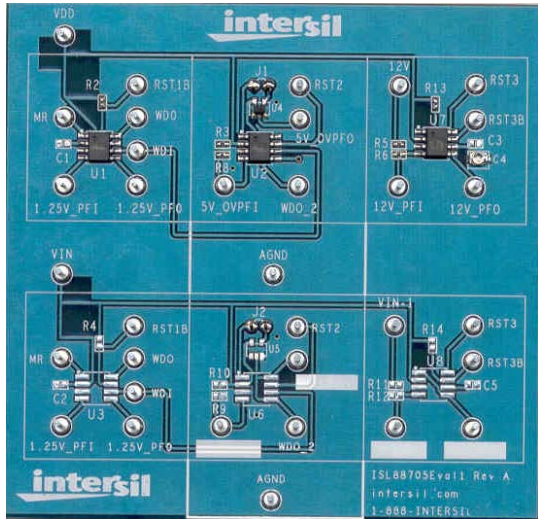 VDD
intersil
J1
12V
R2
RST1B
RST2
R13
RST3
U4
MR
WDO
5V_OVPFO
U7
RST3B
R3
R5
C3
C1
WDI
R8
R6
C4
U1
U2
1.25V_PFI
1.25V_PFO
5V_OVPFI
WDO_2
12V_PFI
12V_PFO
VIN
AGND
J2
VIN-1
R4
RST1B
RST2
R14
RST3
U5
MR
WDO
U8
RST3B
R10
R11
C5
C2
WDI
R9
R12
U3
U6
1.25V_PFI
1.25V_PFO
WDO_2
intersil
AGND
ISL88705Eval1 Rev A
intersil.com
1-888-INTERSIL